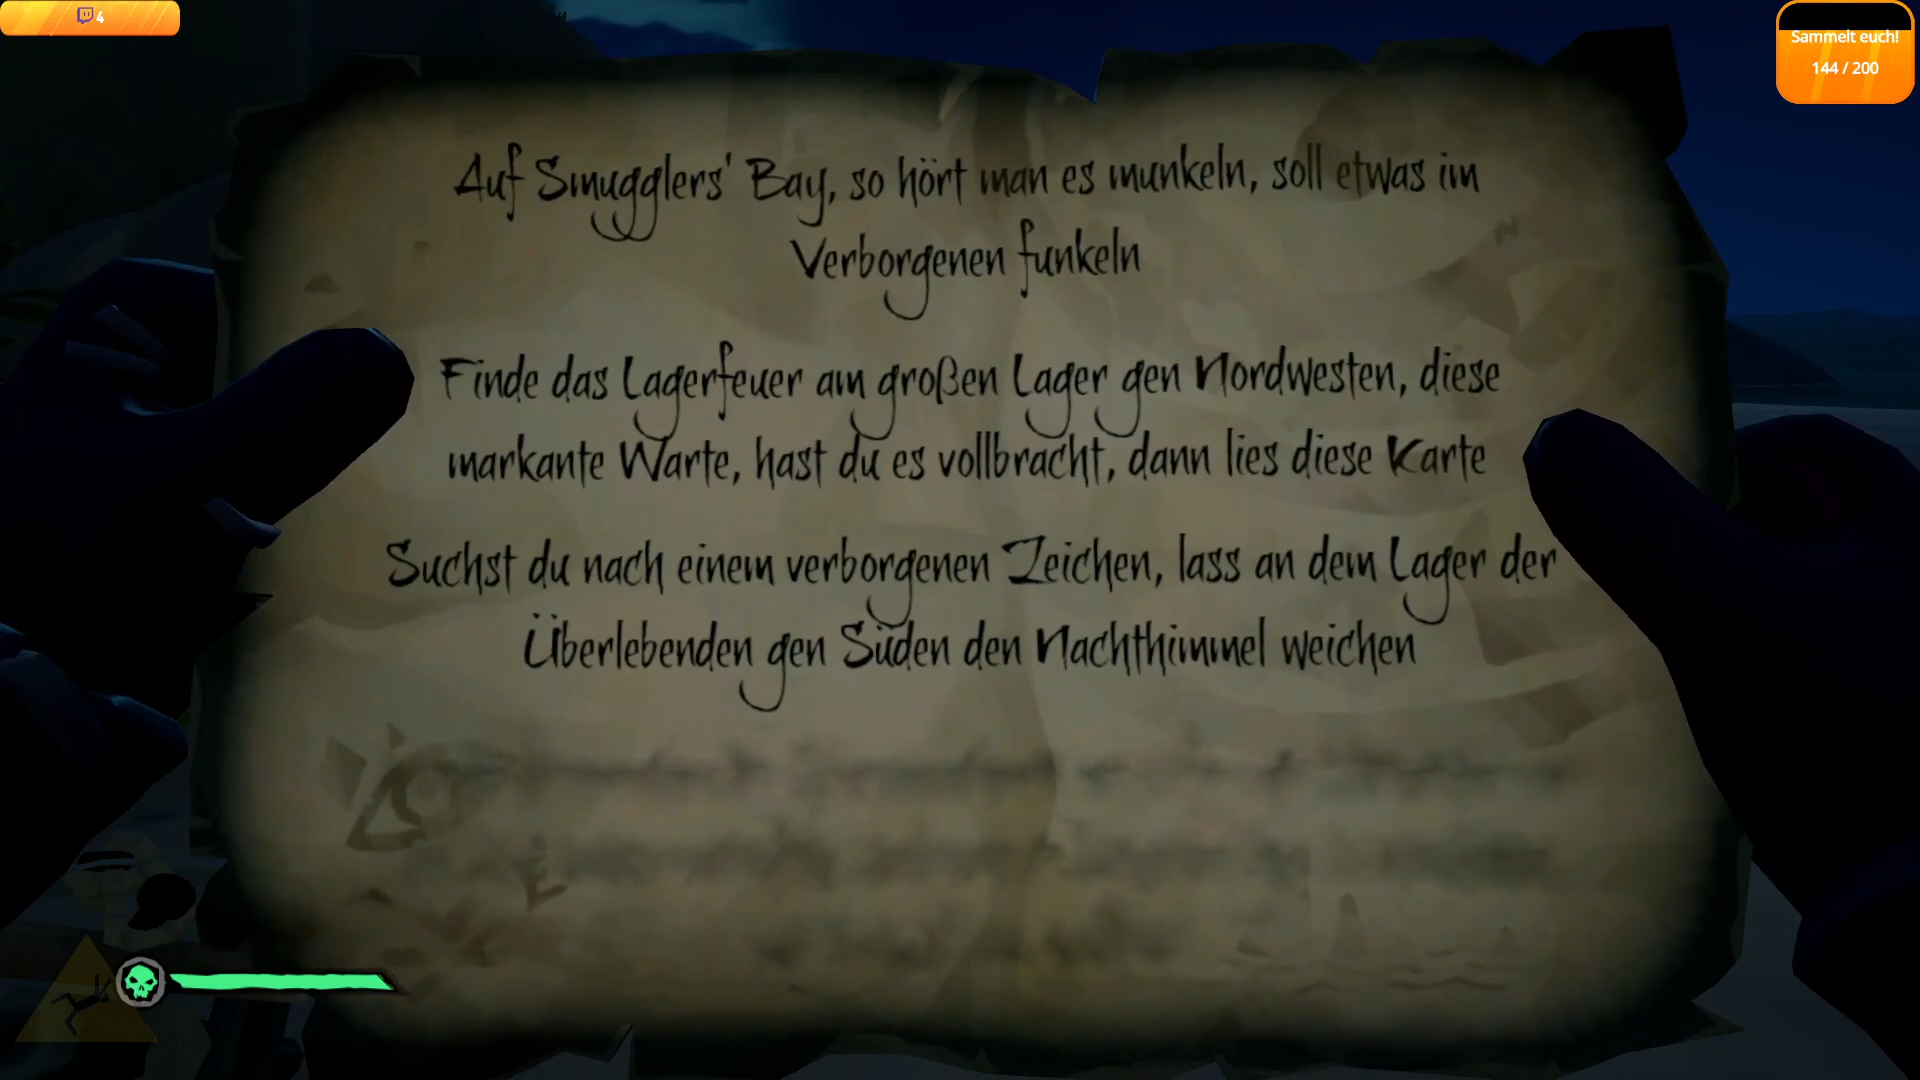 4
Sammelt euch!
144 / 200
Auf Smugglers' Bay, so hört man es munkeln, soll etwas im
Verborgenen funkeln
Finde das Lagerfeuer am großen Lager gen Nordwesten, diese
markante Warte, hast du es vollbracht, dann lies diese Karte
Suchst du nach einem verborgenen Zeichen, lass an dem Lager der
Überlebenden gen Süden den Nachthimmel weichen
N
E